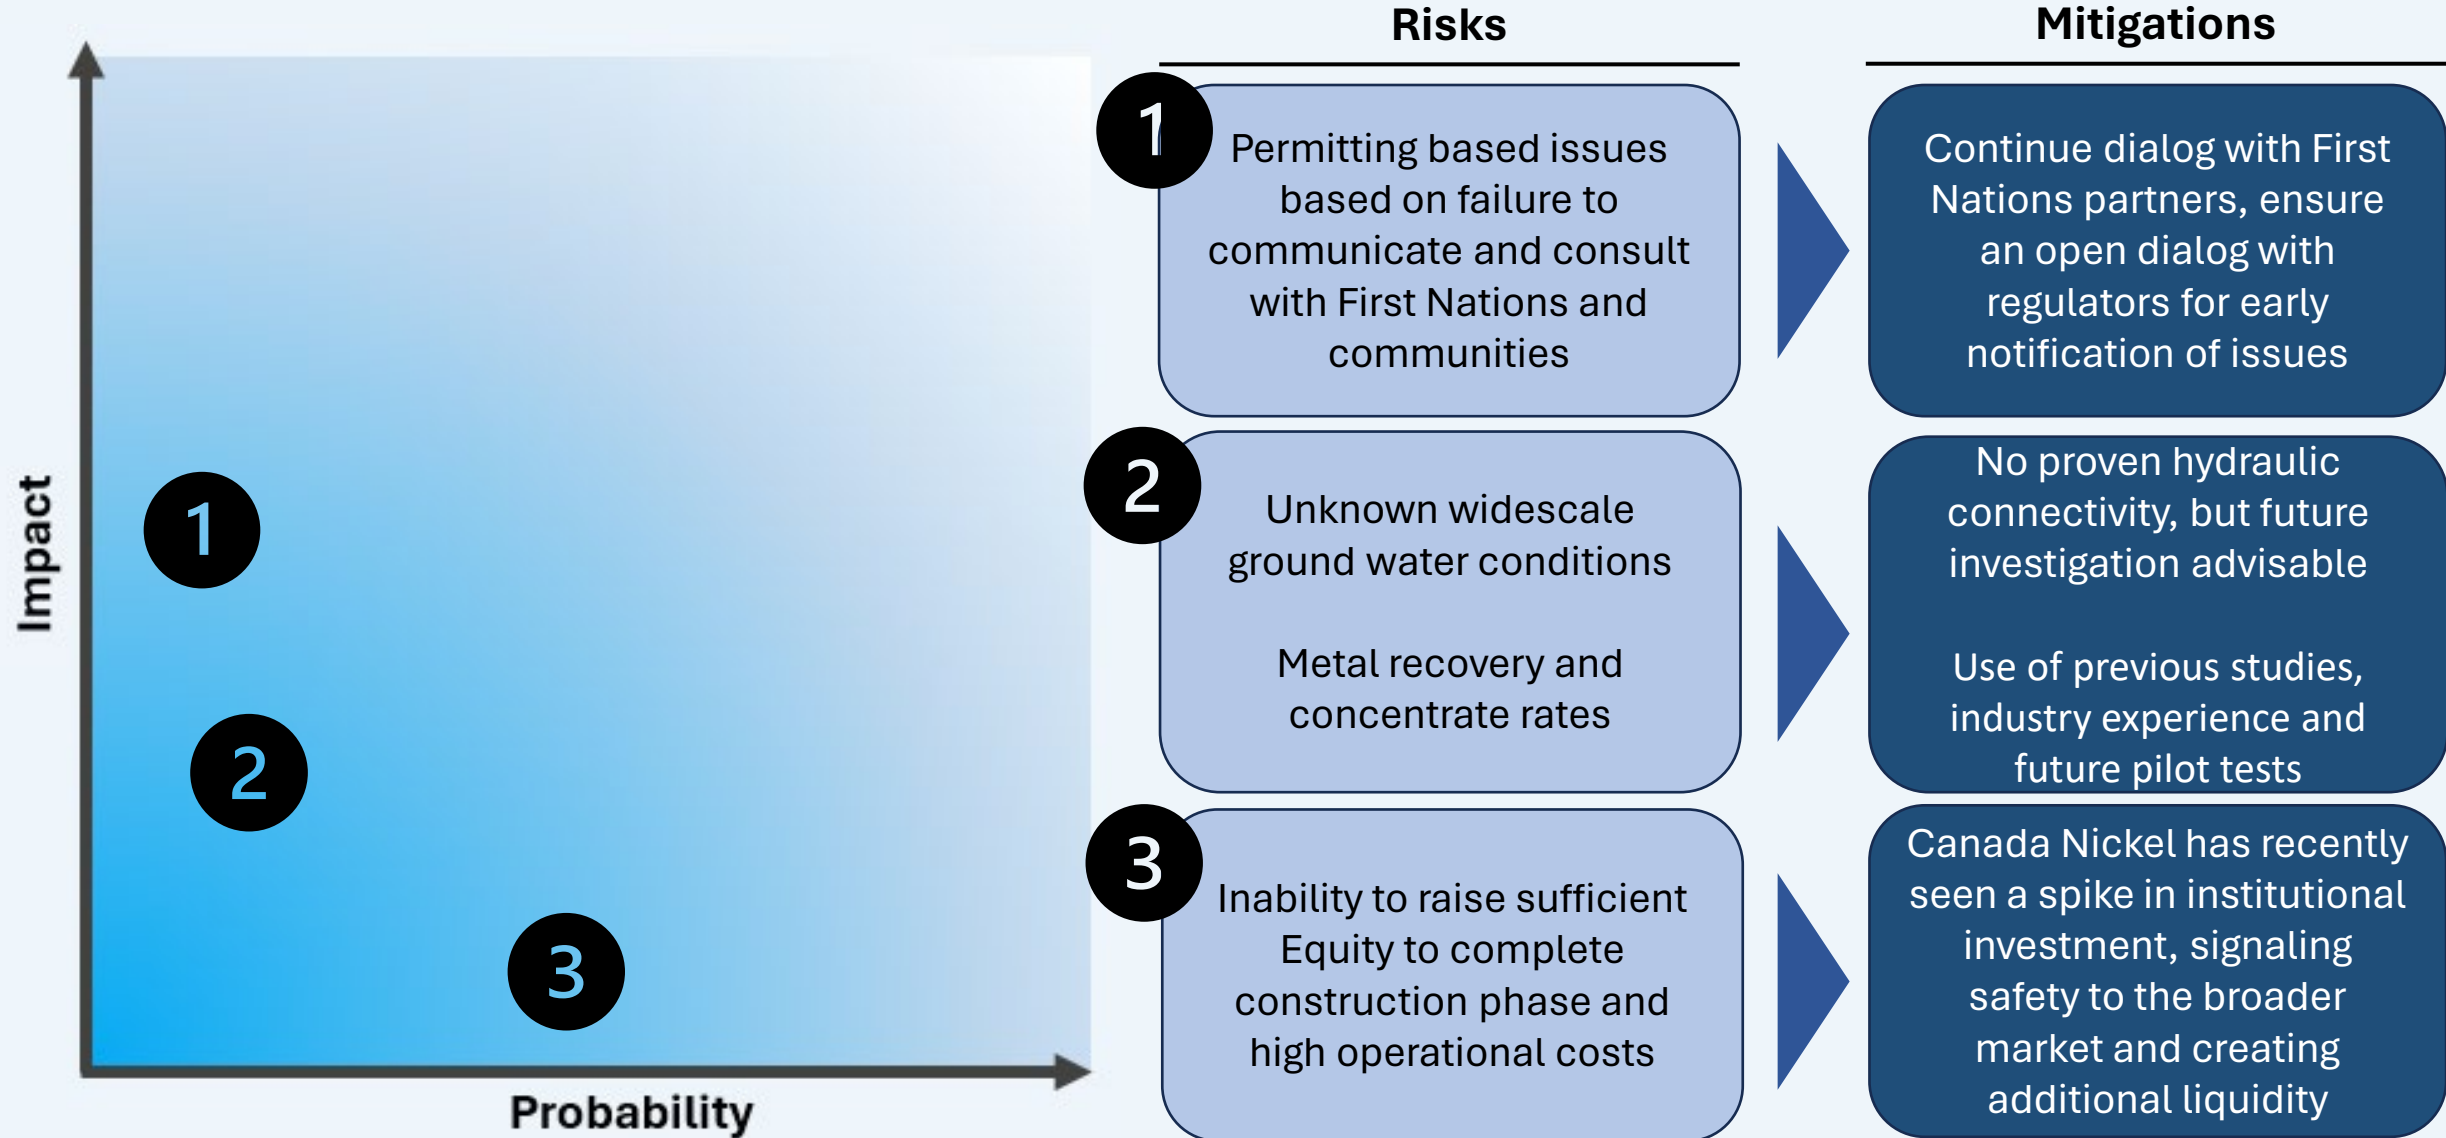 Impact
Probability
1
2
3
Risks
1
Permitting based issues
based on failure to
communicate and consult
with First Nations and
communities
2
Unknown widescale
ground water conditions
Metal recovery and
concentrate rates
3
Inability to raise sufficient
Equity to complete
construction phase and
high operational costs
Mitigations
Continue dialog with First
Nations partners, ensure
an open dialog with
regulators for early
notification of issues
No proven hydraulic
connectivity, but future
investigation advisable
Use of previous studies,
industry experience and
future pilot tests
Canada Nickel has recently
seen a spike in institutional
investment, signaling
safety to the broader
market and creating
additional liquidity